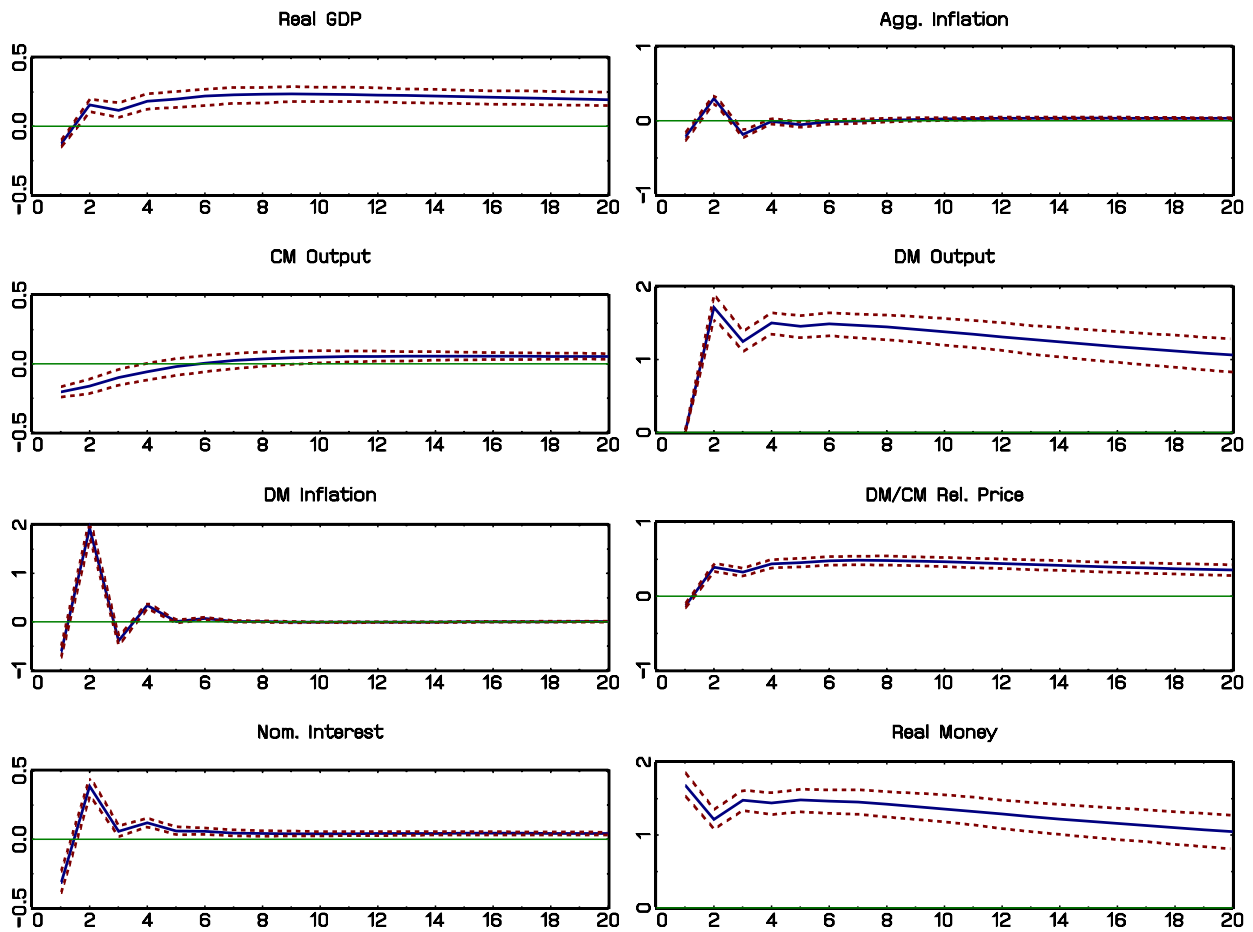 Real GDP
0.5
0.0
-0.5
0 2 4 6 8 10 12 14 16 18 20
Agg. Inflation
1
0
-1
0 2 4 6 8 10 12 14 16 18 20
CM Output
0.5
0.0
-0.5
0 2 4 6 8 10 12 14 16 18 20
DM Output
2
1
0
0 2 4 6 8 10 12 14 16 18 20
DM Inflation
2
1
0
-1
0 2 4 6 8 10 12 14 16 18 20
DM/CM Rel. Price
1
0
-1
0 2 4 6 8 10 12 14 16 18 20
Nom. Interest
0.5
0.0
-0.5
0 2 4 6 8 10 12 14 16 18 20
Real Money
2
1
0
0 2 4 6 8 10 12 14 16 18 20